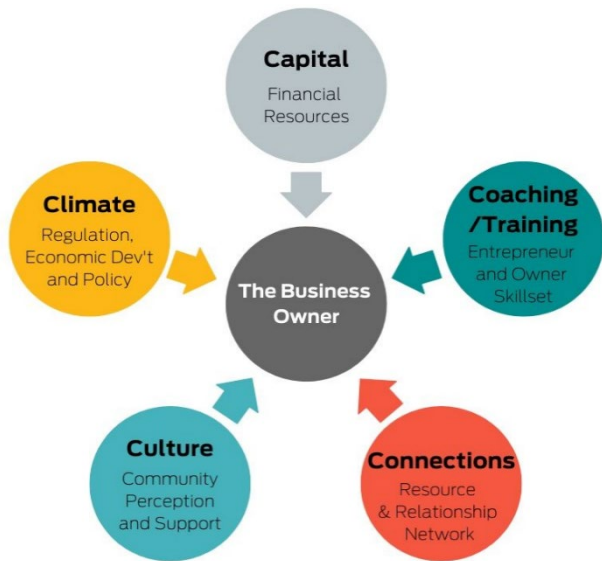 Capital
Financial
Resources
Climate
Regulation,
Economic Dev't
and Policy
Coaching
/Training
Entrepreneur
and Owner
Skillset
The Business
Owner
Culture
Community
Perception
and Support
Connections
Resource
& Relationship
Network